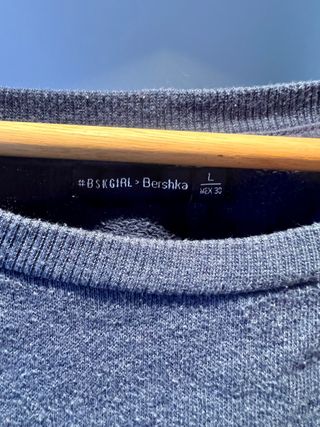 #BSKGIRL > Bershka
L
MEX 30